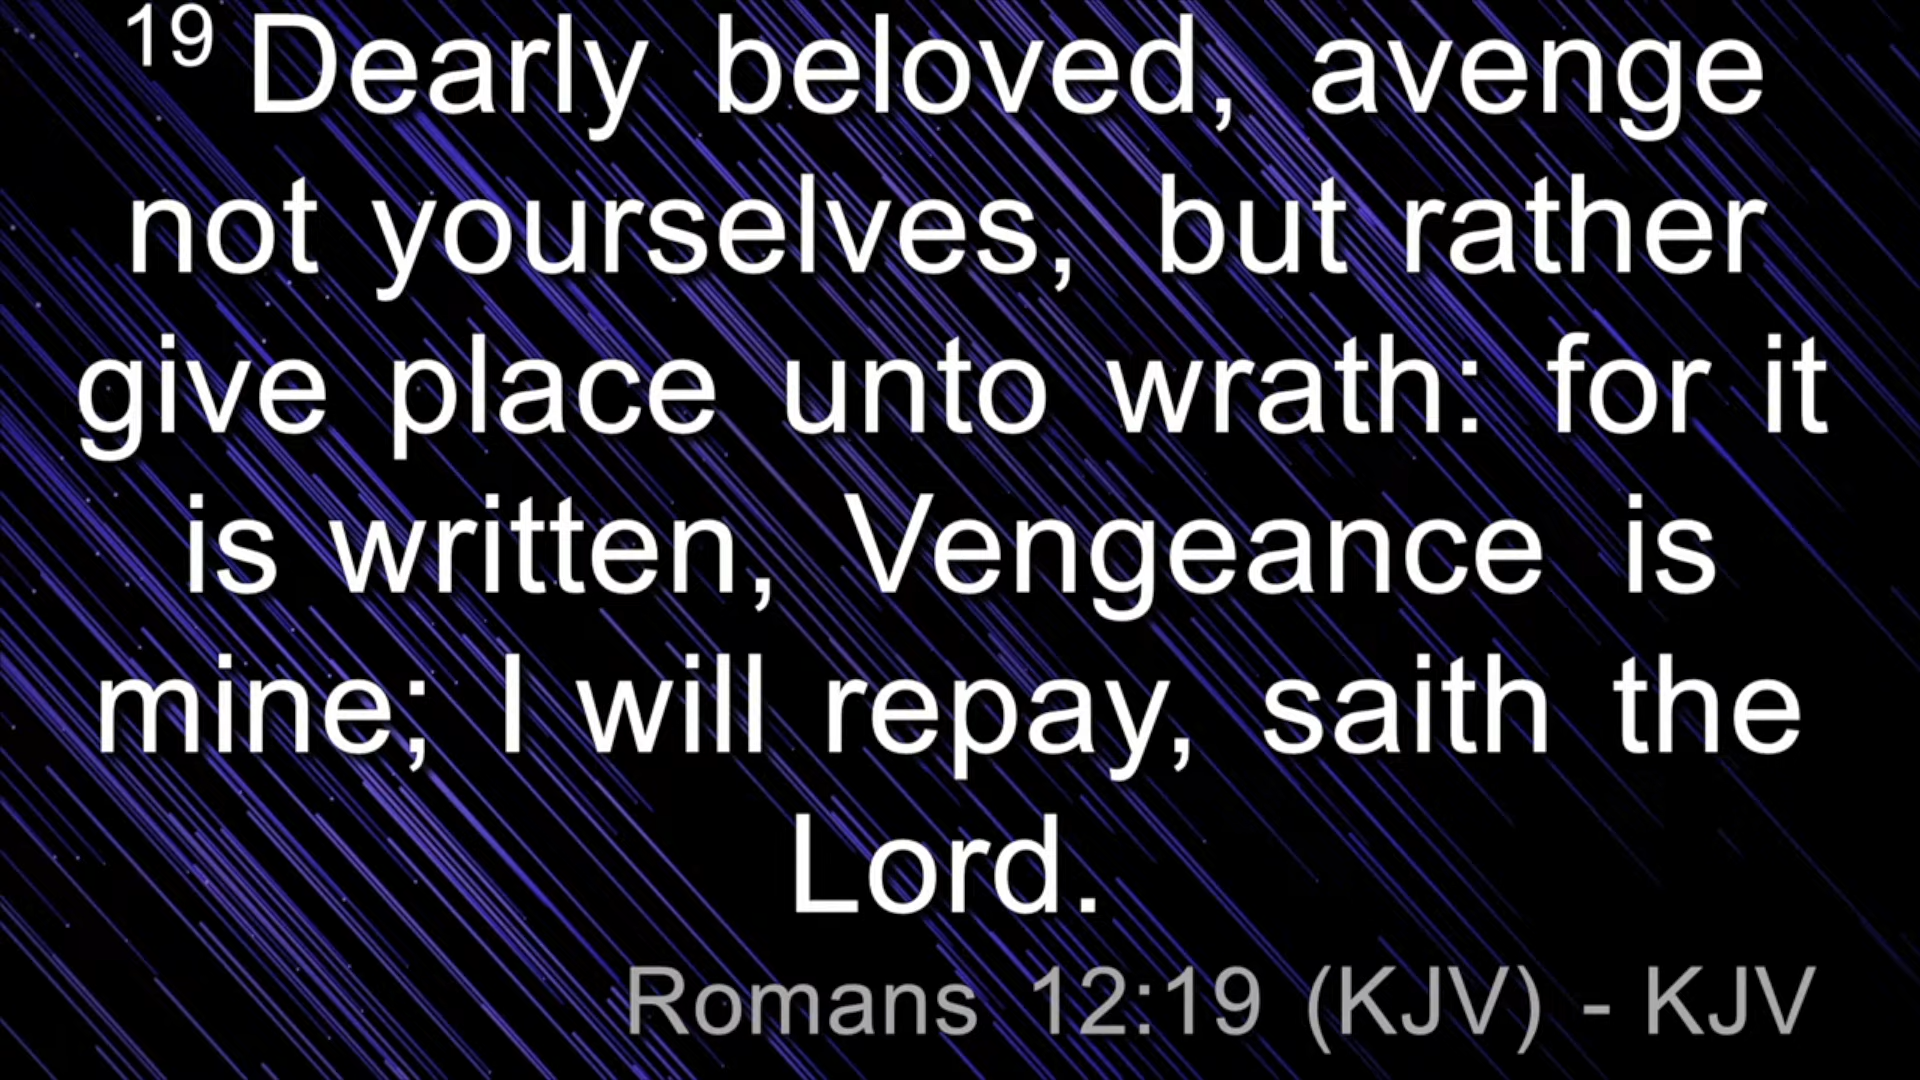 19 Dearly beloved, avenge
not yourselves, but rather
give place unto wrath: for it
is written, Vengeance is
mine; I will repay, saith the
Lord.
Romans 12:19 (KJV) - KJV